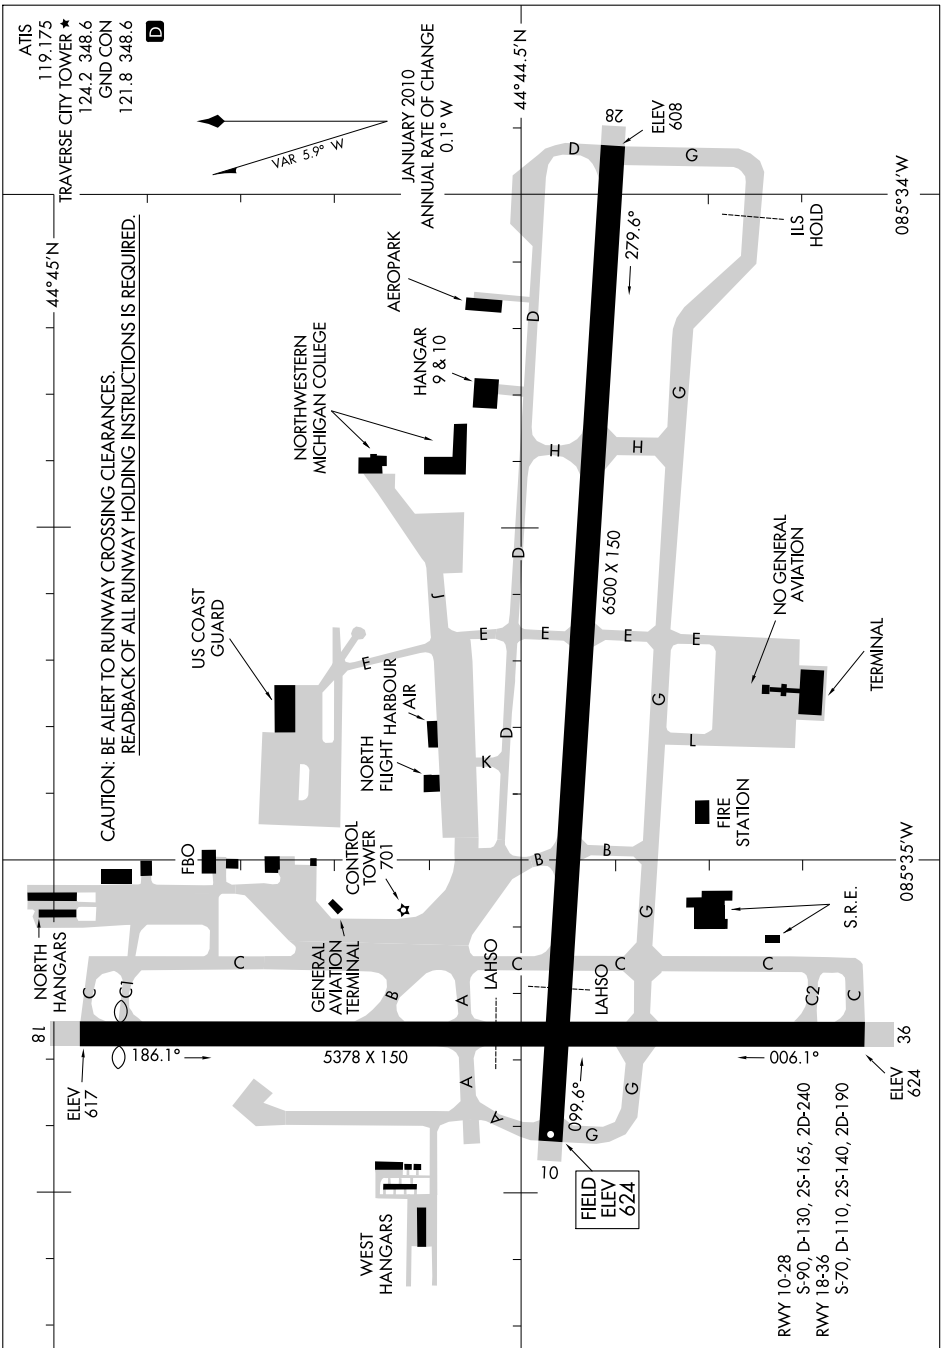 ATIS
119.175
TRAVERSE CITY TOWER ★
124.2 348.6
GND CON
121.8 348.6
D
VAR 5.9° W
JANUARY 2010
ANNUAL RATE OF CHANGE
0.1° W
44°45'N
44°44.5'N
085°34'W
085°35'W
CAUTION: BE ALERT TO RUNWAY CROSSING CLEARANCES.
READBACK OF ALL RUNWAY HOLDING INSTRUCTIONS IS REQUIRED.
28
ELEV
608
D
G
ILS
HOLD
279.6°
AEROPARK
D
HANGAR
9 & 10
NORTHWESTERN
MICHIGAN COLLEGE
G
H
H
D
6500 X 150
NO GENERAL
AVIATION
TERMINAL
J
US COAST
GUARD
E
E
E
E
E
G
HARBOUR
AIR
NORTH
FLIGHT
D
K
L
FIRE
STATION
FBO
CONTROL
TOWER
701
B
B
G
S.R.E.
NORTH
HANGARS
GENERAL
AVIATION
TERMINAL
C
C
C
C
C
C1
C2
C
B
A
LAHSO
LAHSO
18
ELEV
617
186.1°
5378 X 150
006.1°
36
ELEV
624
A
A
G
G
099.6°
10
FIELD
ELEV
624
WEST
HANGARS
RWY 10-28
S-90, D-130, 2S-165, 2D-240
RWY 18-36
S-70, D-110, 2S-140, 2D-190